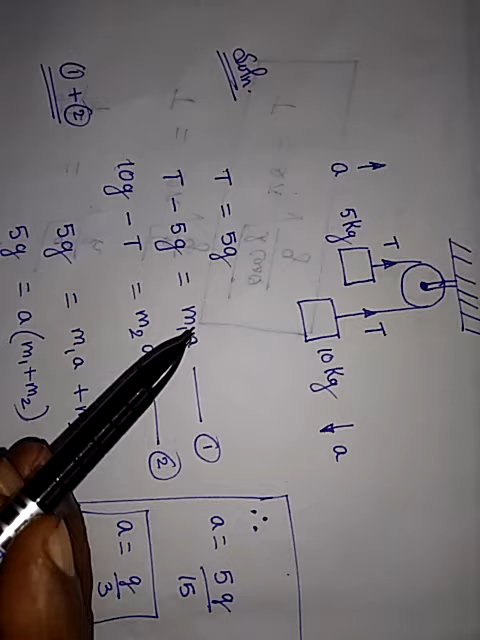 a 5kg T T 10kg a
Soln.
T = 5g
T - 5g = m₁a ①
10g - T = m₂ ②
①+②
5g = m₁a +
5g = a(m₁+m₂)
∴ a = 5g/15
a = g/3